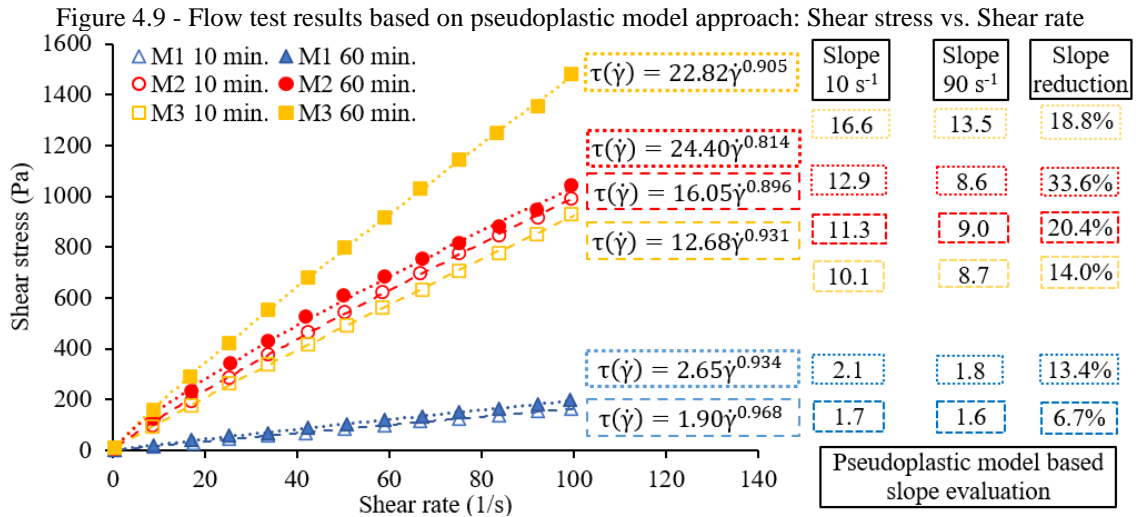 Figure 4.9 - Flow test results based on pseudoplastic model approach: Shear stress vs. Shear rate
1600
1400
1200
1000
800
600
400
200
0
Shear stress (Pa)
0 20 40 60 80 100 120 140
Shear rate (1/s)
M1 10 min. M1 60 min.
M2 10 min. M2 60 min.
M3 10 min. M3 60 min.
τ(γ̇) = 22.82γ̇^0.905
τ(γ̇) = 24.40γ̇^0.814
τ(γ̇) = 16.05γ̇^0.896
τ(γ̇) = 12.68γ̇^0.931
τ(γ̇) = 2.65γ̇^0.934
τ(γ̇) = 1.90γ̇^0.968
Slope
10 s⁻¹
Slope
90 s⁻¹
Slope
reduction
16.6 13.5 18.8%
12.9 8.6 33.6%
11.3 9.0 20.4%
10.1 8.7 14.0%
2.1 1.8 13.4%
1.7 1.6 6.7%
Pseudoplastic model based
slope evaluation